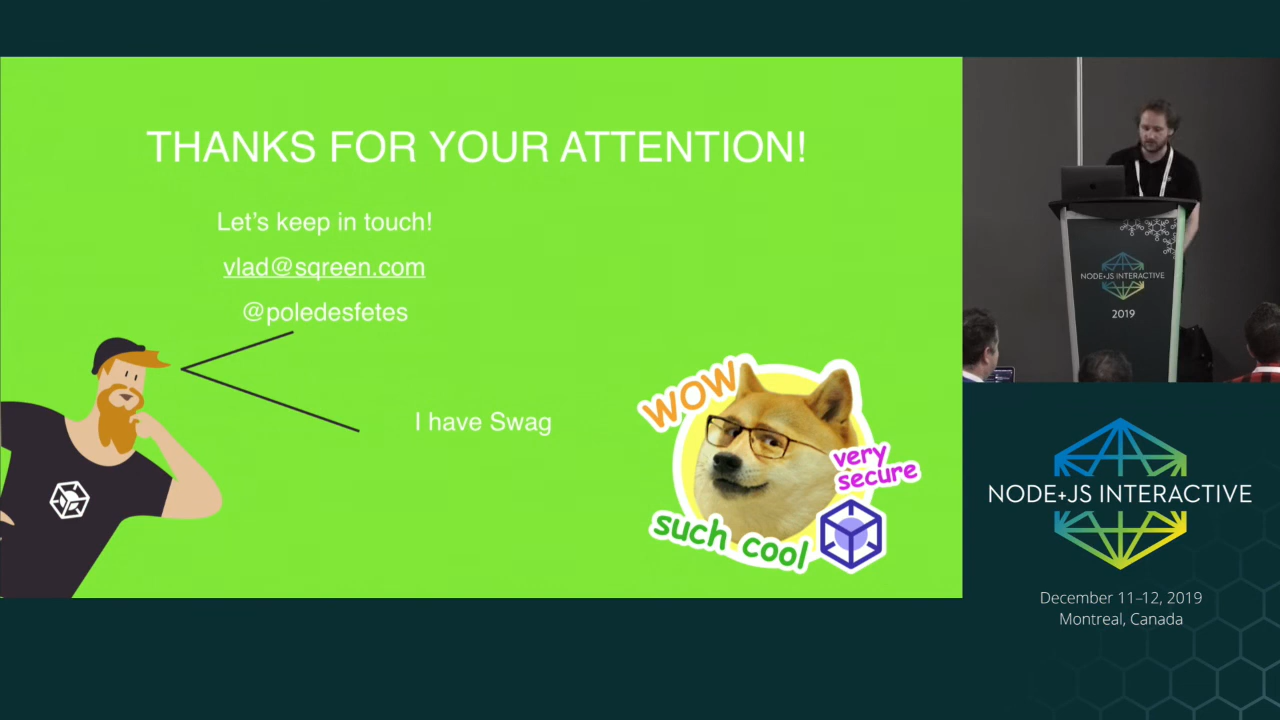 THANKS FOR YOUR ATTENTION!
Let's keep in touch!
vlad@sqreen.com
@poledesfetes
I have Swag
WOW
very
secure
such cool
NODE+JS INTERACTIVE
2019
NODE+JS INTERACTIVE
December 11–12, 2019
Montreal, Canada